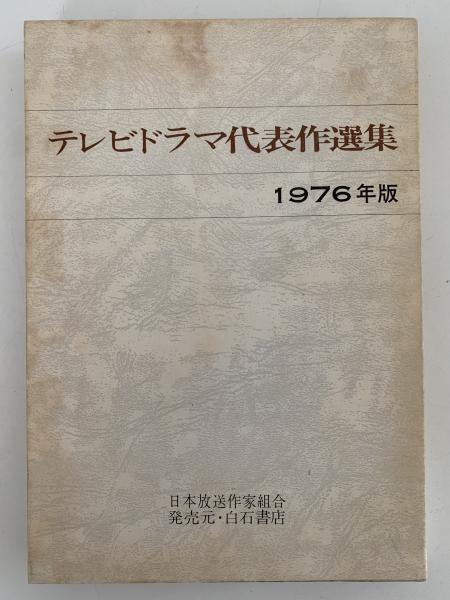 テレビドラマ代表作選集
1976年版
日本放送作家組合
発売元・白石書店